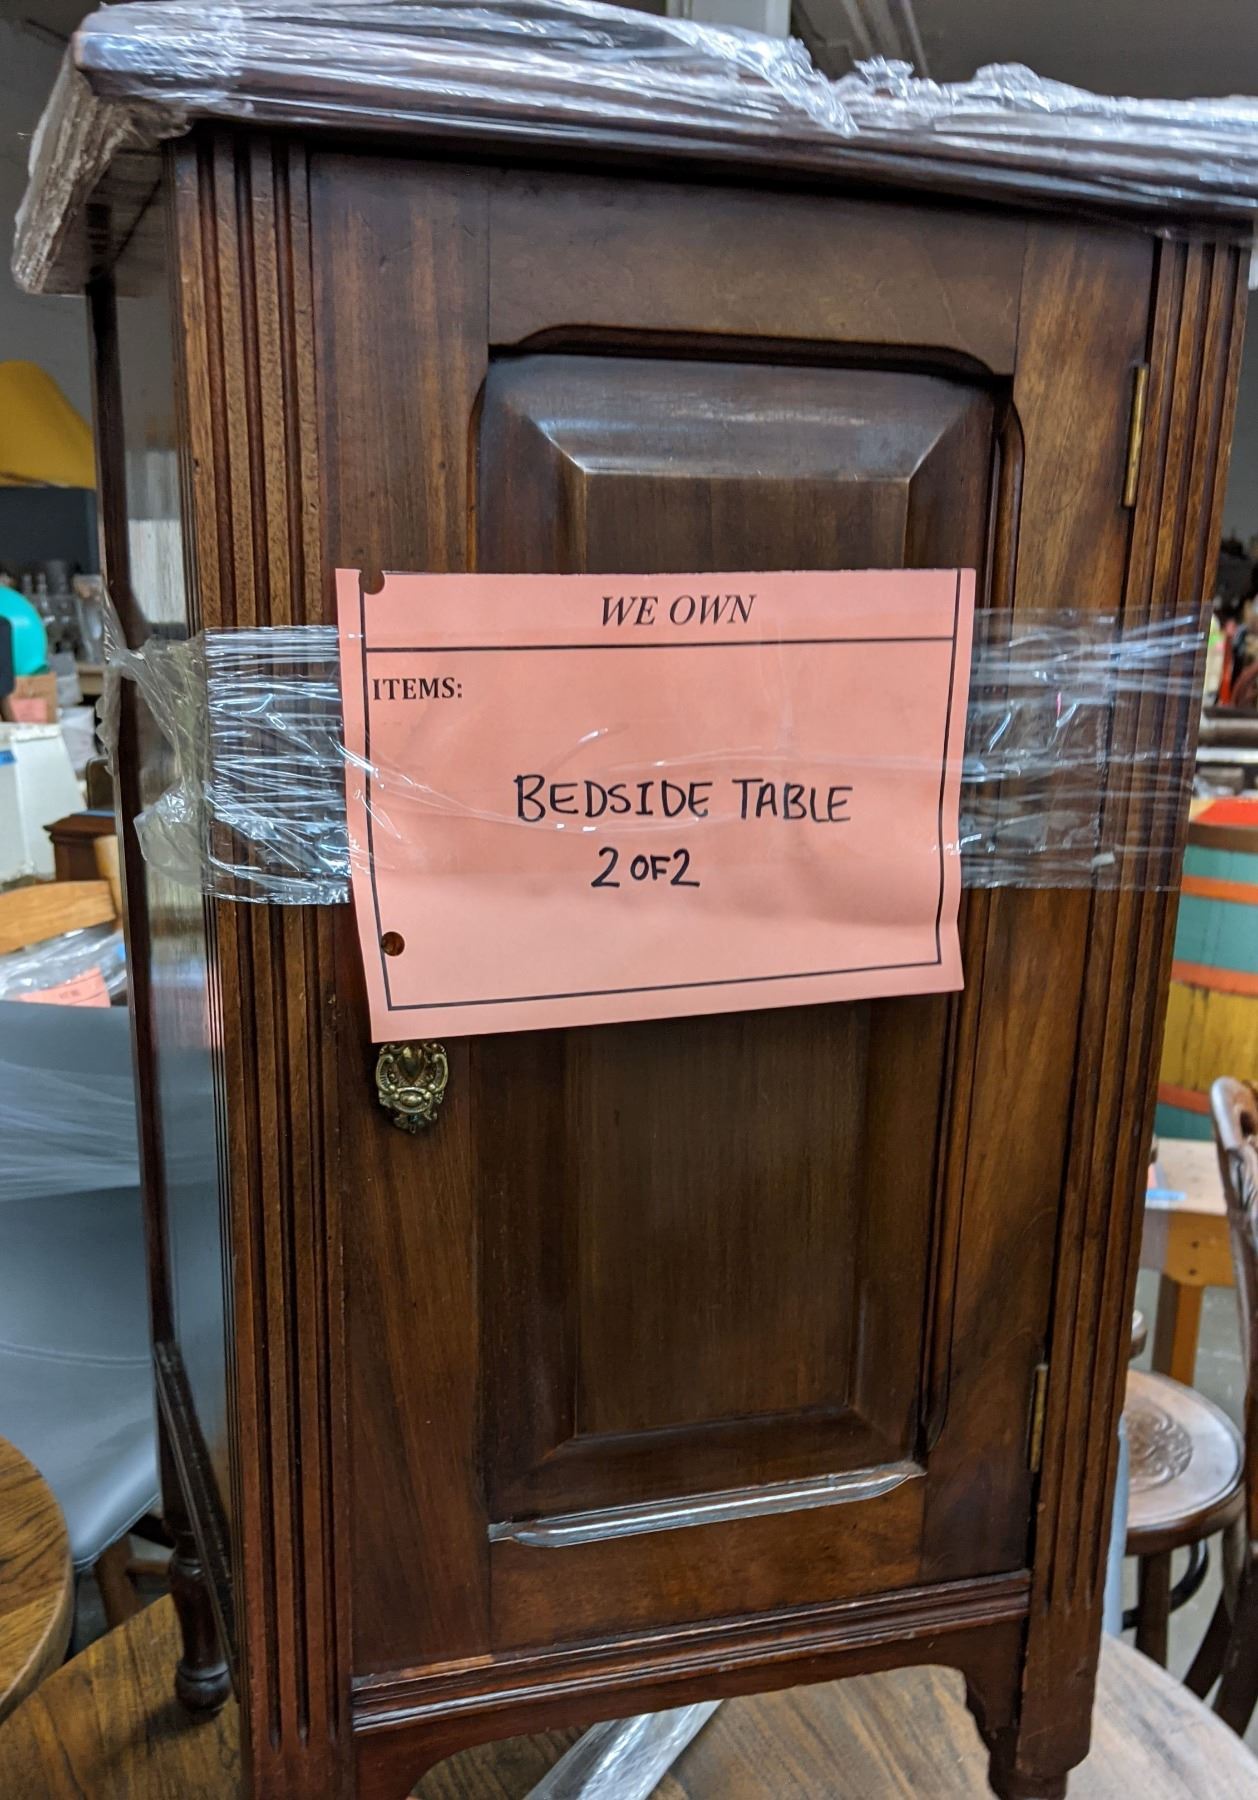 WE OWN
ITEMS:
BEDSIDE TABLE
2 OF 2